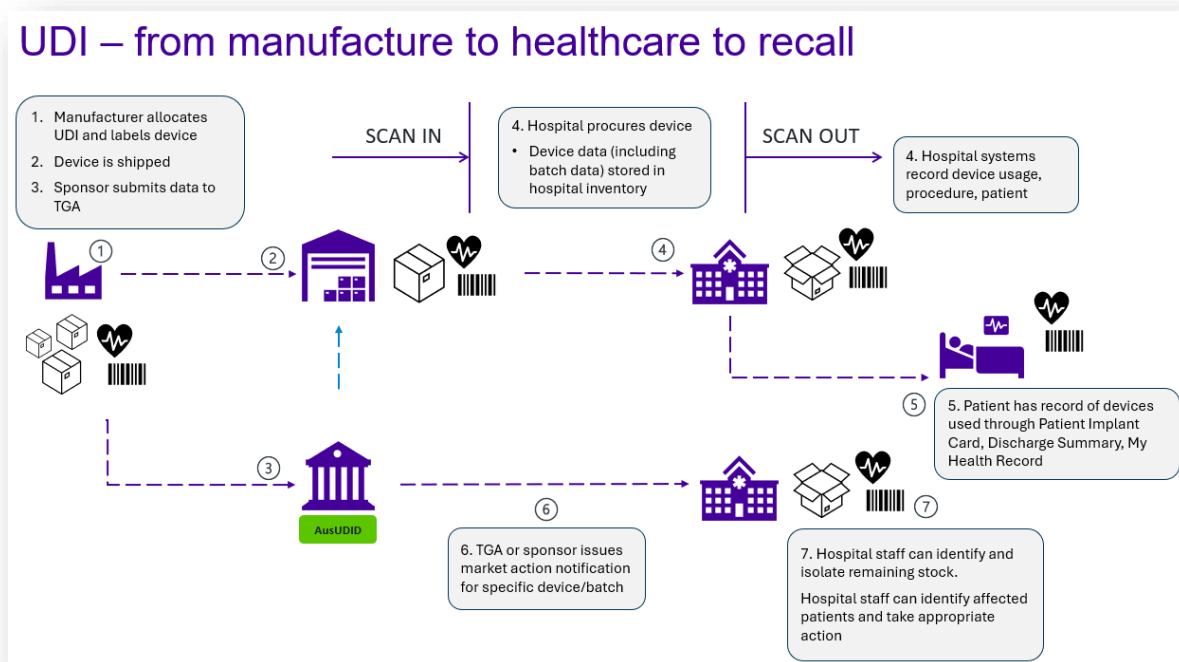 UDI – from manufacture to healthcare to recall
1. Manufacturer allocates
UDI and labels device
2. Device is shipped
3. Sponsor submits data to
TGA
SCAN IN
4. Hospital procures device
• Device data (including
batch data) stored in
hospital inventory
SCAN OUT
4. Hospital systems
record device usage,
procedure, patient
1
2
4
5
5. Patient has record of devices
used through Patient Implant
Card, Discharge Summary, My
Health Record
3
AusUDID
6
6. TGA or sponsor issues
market action notification
for specific device/batch
7
7. Hospital staff can identify and
isolate remaining stock.
Hospital staff can identify affected
patients and take appropriate
action